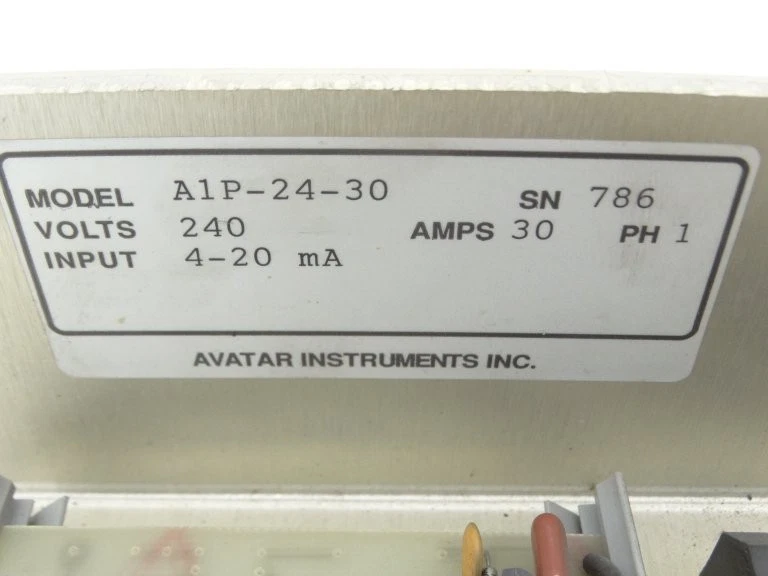 MODEL A1P-24-30 SN 786
VOLTS 240 AMPS 30 PH 1
INPUT 4-20 mA
AVATAR INSTRUMENTS INC.